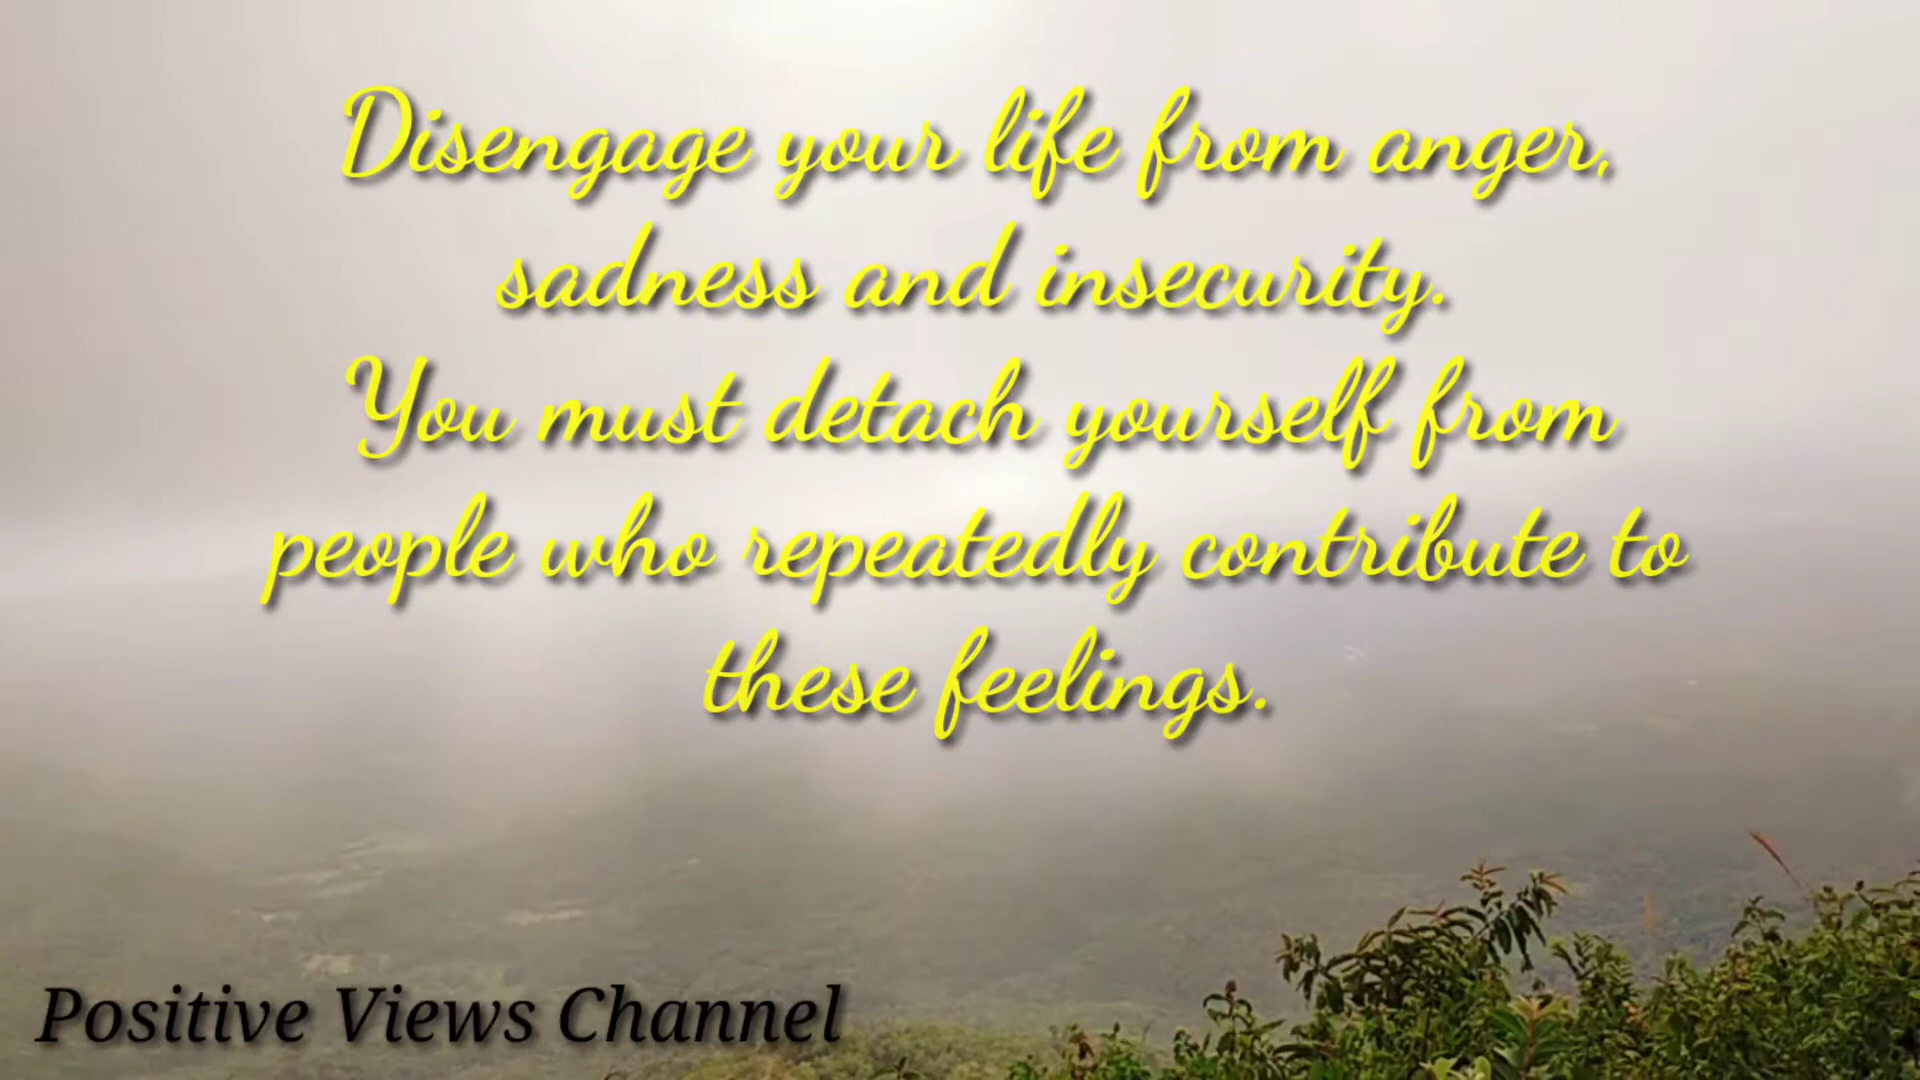 Disengage your life from anger,
sadness and insecurity.
You must detach yourself from
people who repeatedly contribute to
these feelings.
Positive Views Channel